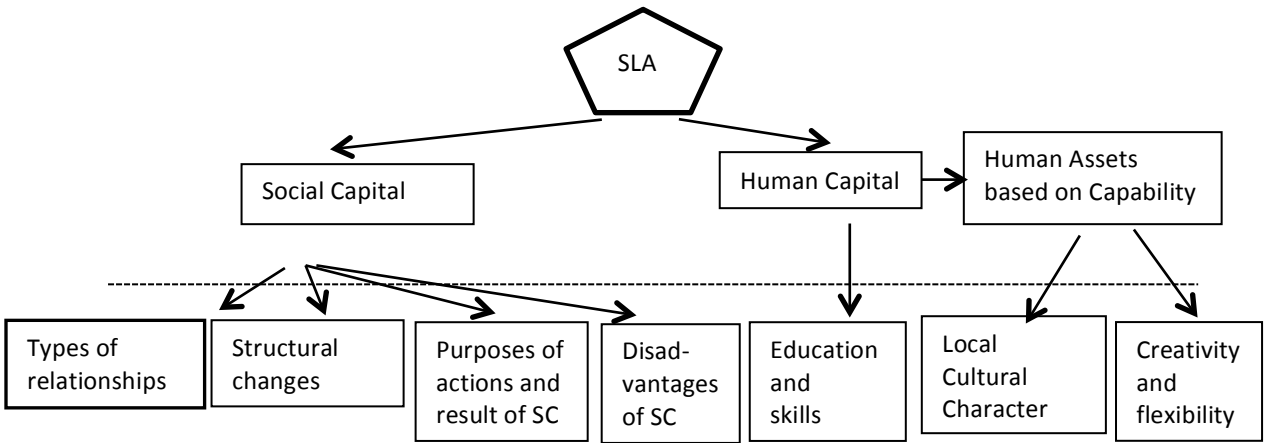 SLA
Social Capital
Human Capital
Human Assets
based on Capability
Types of
relationships
Structural
changes
Purposes of
actions and
result of SC
Disad-
vantages
of SC
Education
and
skills
Local
Cultural
Character
Creativity
and
flexibility